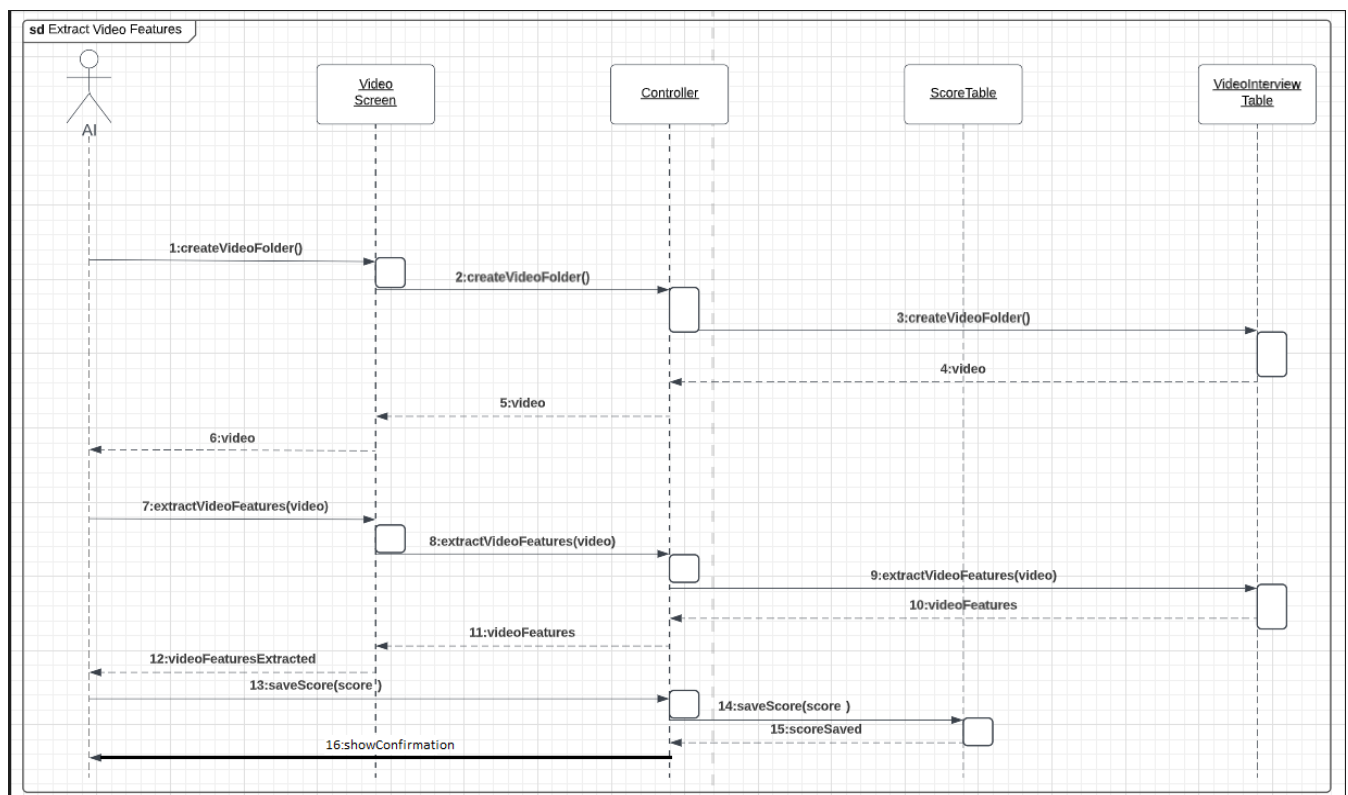 sd Extract Video Features
AI
Video
Screen
Controller
ScoreTable
VideoInterview
Table
1:createVideoFolder()
2:createVideoFolder()
3:createVideoFolder()
4:video
5:video
6:video
7:extractVideoFeatures(video)
8:extractVideoFeatures(video)
9:extractVideoFeatures(video)
10:videoFeatures
11:videoFeatures
12:videoFeaturesExtracted
13:saveScore(score )
14:saveScore(score )
15:scoreSaved
16:showConfirmation